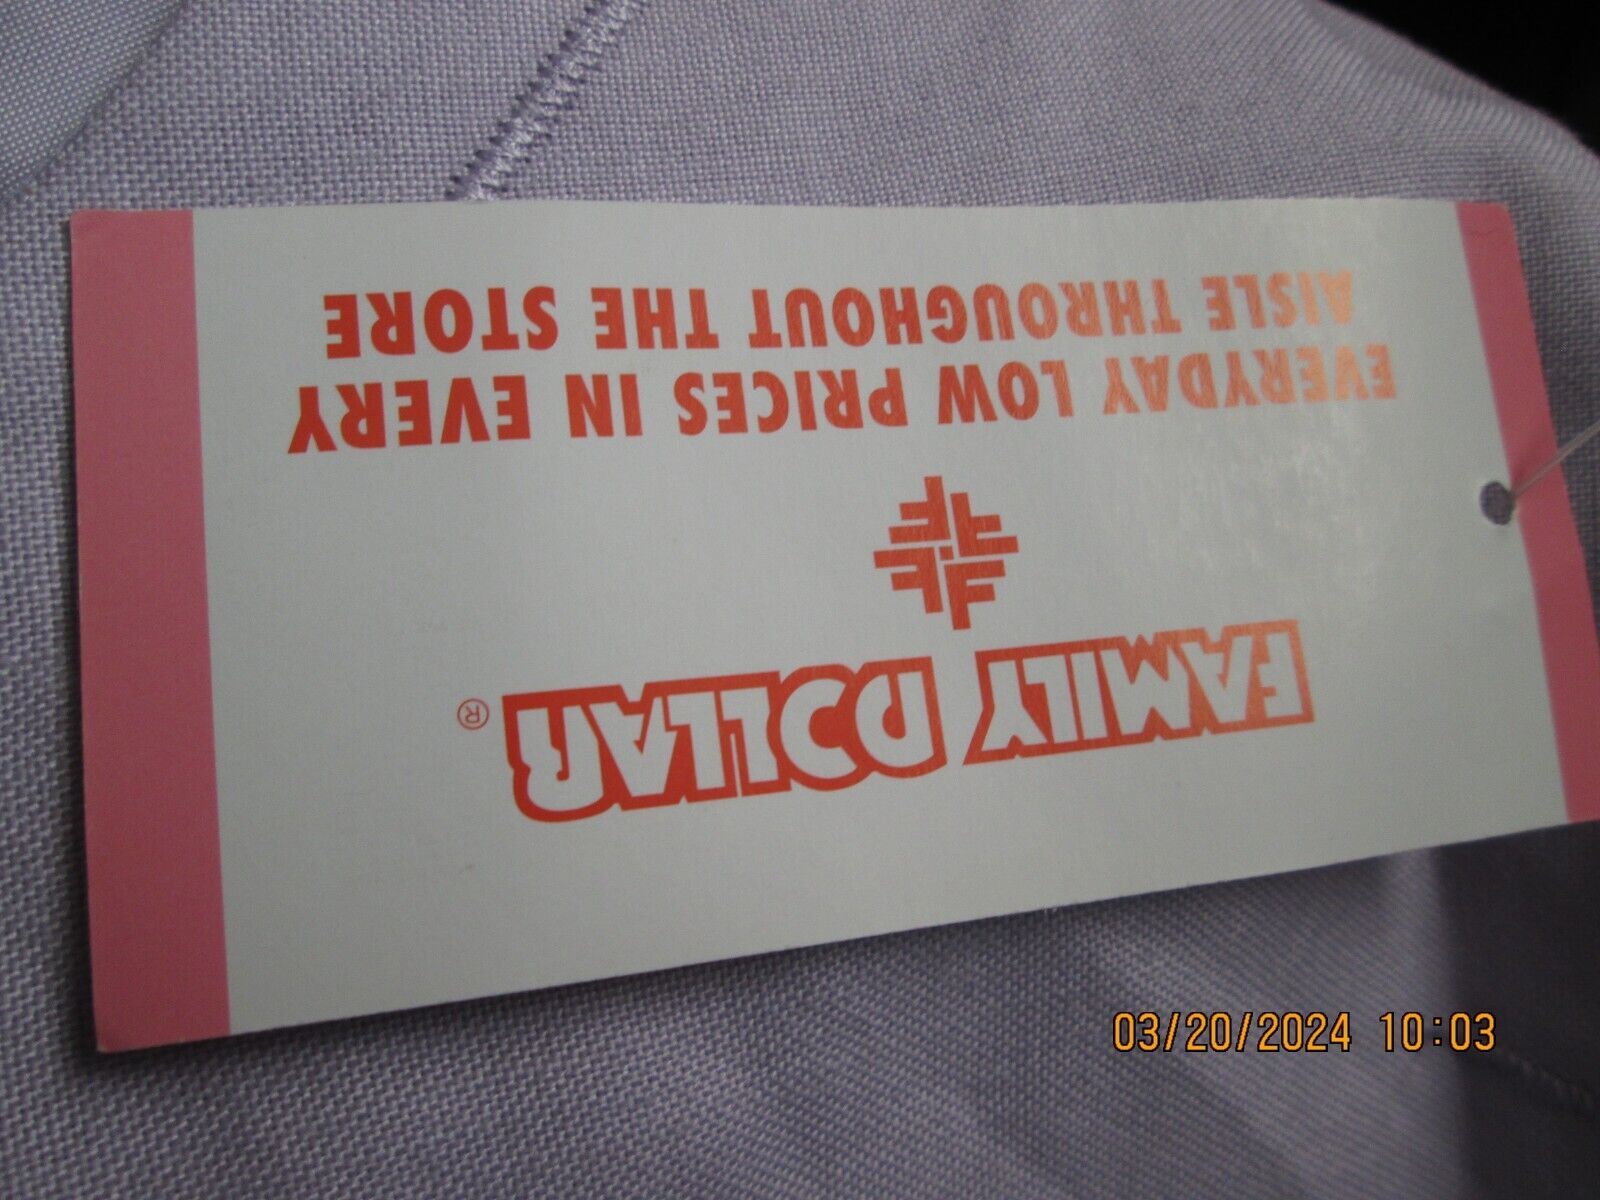 FAMILY DOLLAR®
EVERYDAY LOW PRICES IN EVERY
AISLE THROUGHOUT THE STORE
03/20/2024 10:03